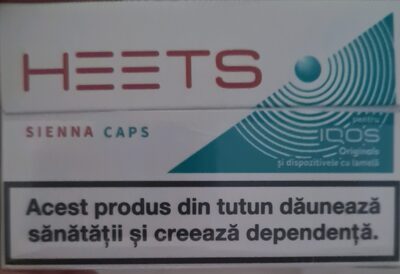 HEETS
SIENNA CAPS
pentru
IQOS
Originals
și dispozitivele cu lamelă
Acest produs din tutun dăunează
sănătății și creează dependență.